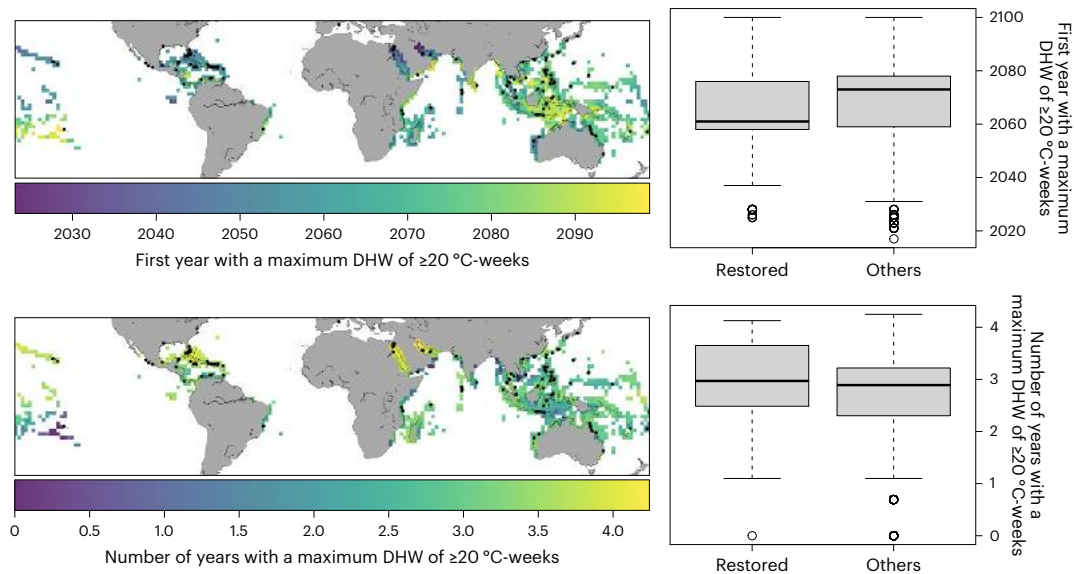 2030 2040 2050 2060 2070 2080 2090
First year with a maximum DHW of ≥20 °C-weeks
2100
2080
2060
2040
2020
First year with a maximum
DHW of ≥20 °C-weeks
Restored Others
0 0.5 1.0 1.5 2.0 2.5 3.0 3.5 4.0
Number of years with a maximum DHW of ≥20 °C-weeks
4
3
2
1
0
Number of years with a
maximum DHW of ≥20 °C-weeks
Restored Others